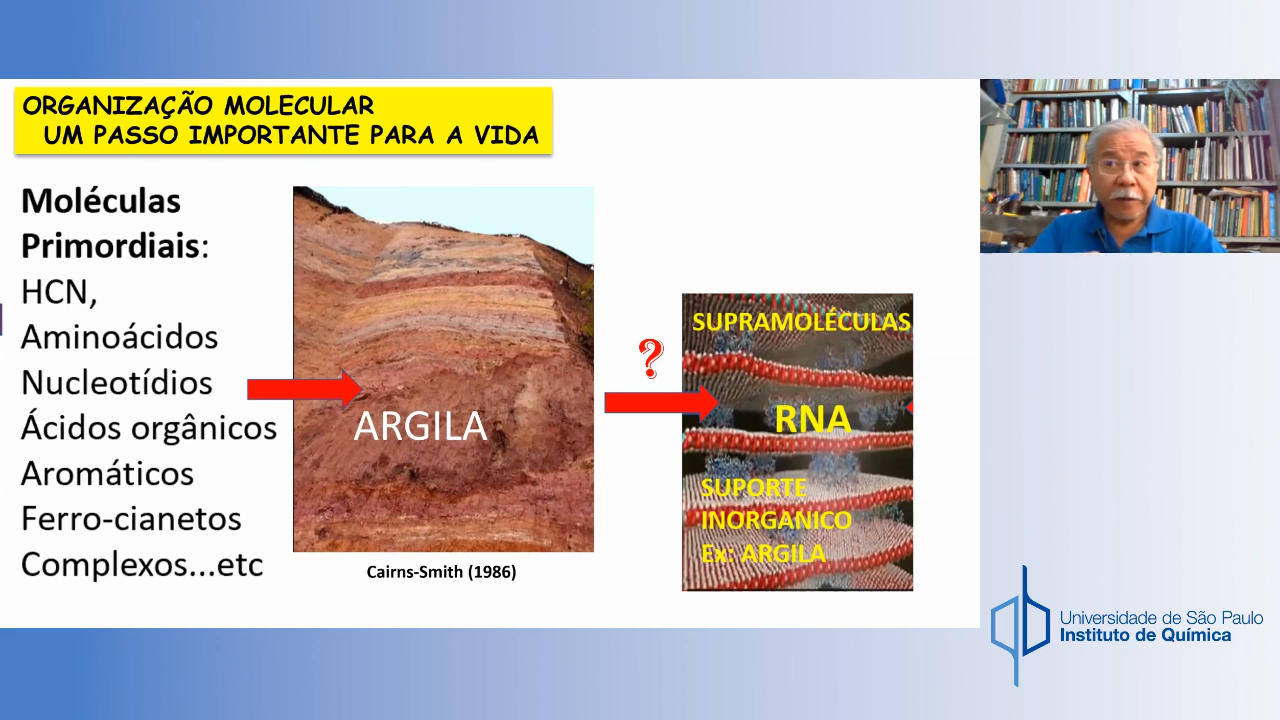 ORGANIZAÇÃO MOLECULAR
UM PASSO IMPORTANTE PARA A VIDA
Moléculas
Primordiais:
HCN,
Aminoácidos
Nucleotídios
Ácidos orgânicos
Aromáticos
Ferro-cianetos
Complexos...etc
ARGILA
Cairns-Smith (1986)
?
SUPRAMOLÉCULAS
RNA
SUPORTE
INORGANICO
Ex: ARGILA
Universidade de São Paulo
Instituto de Química